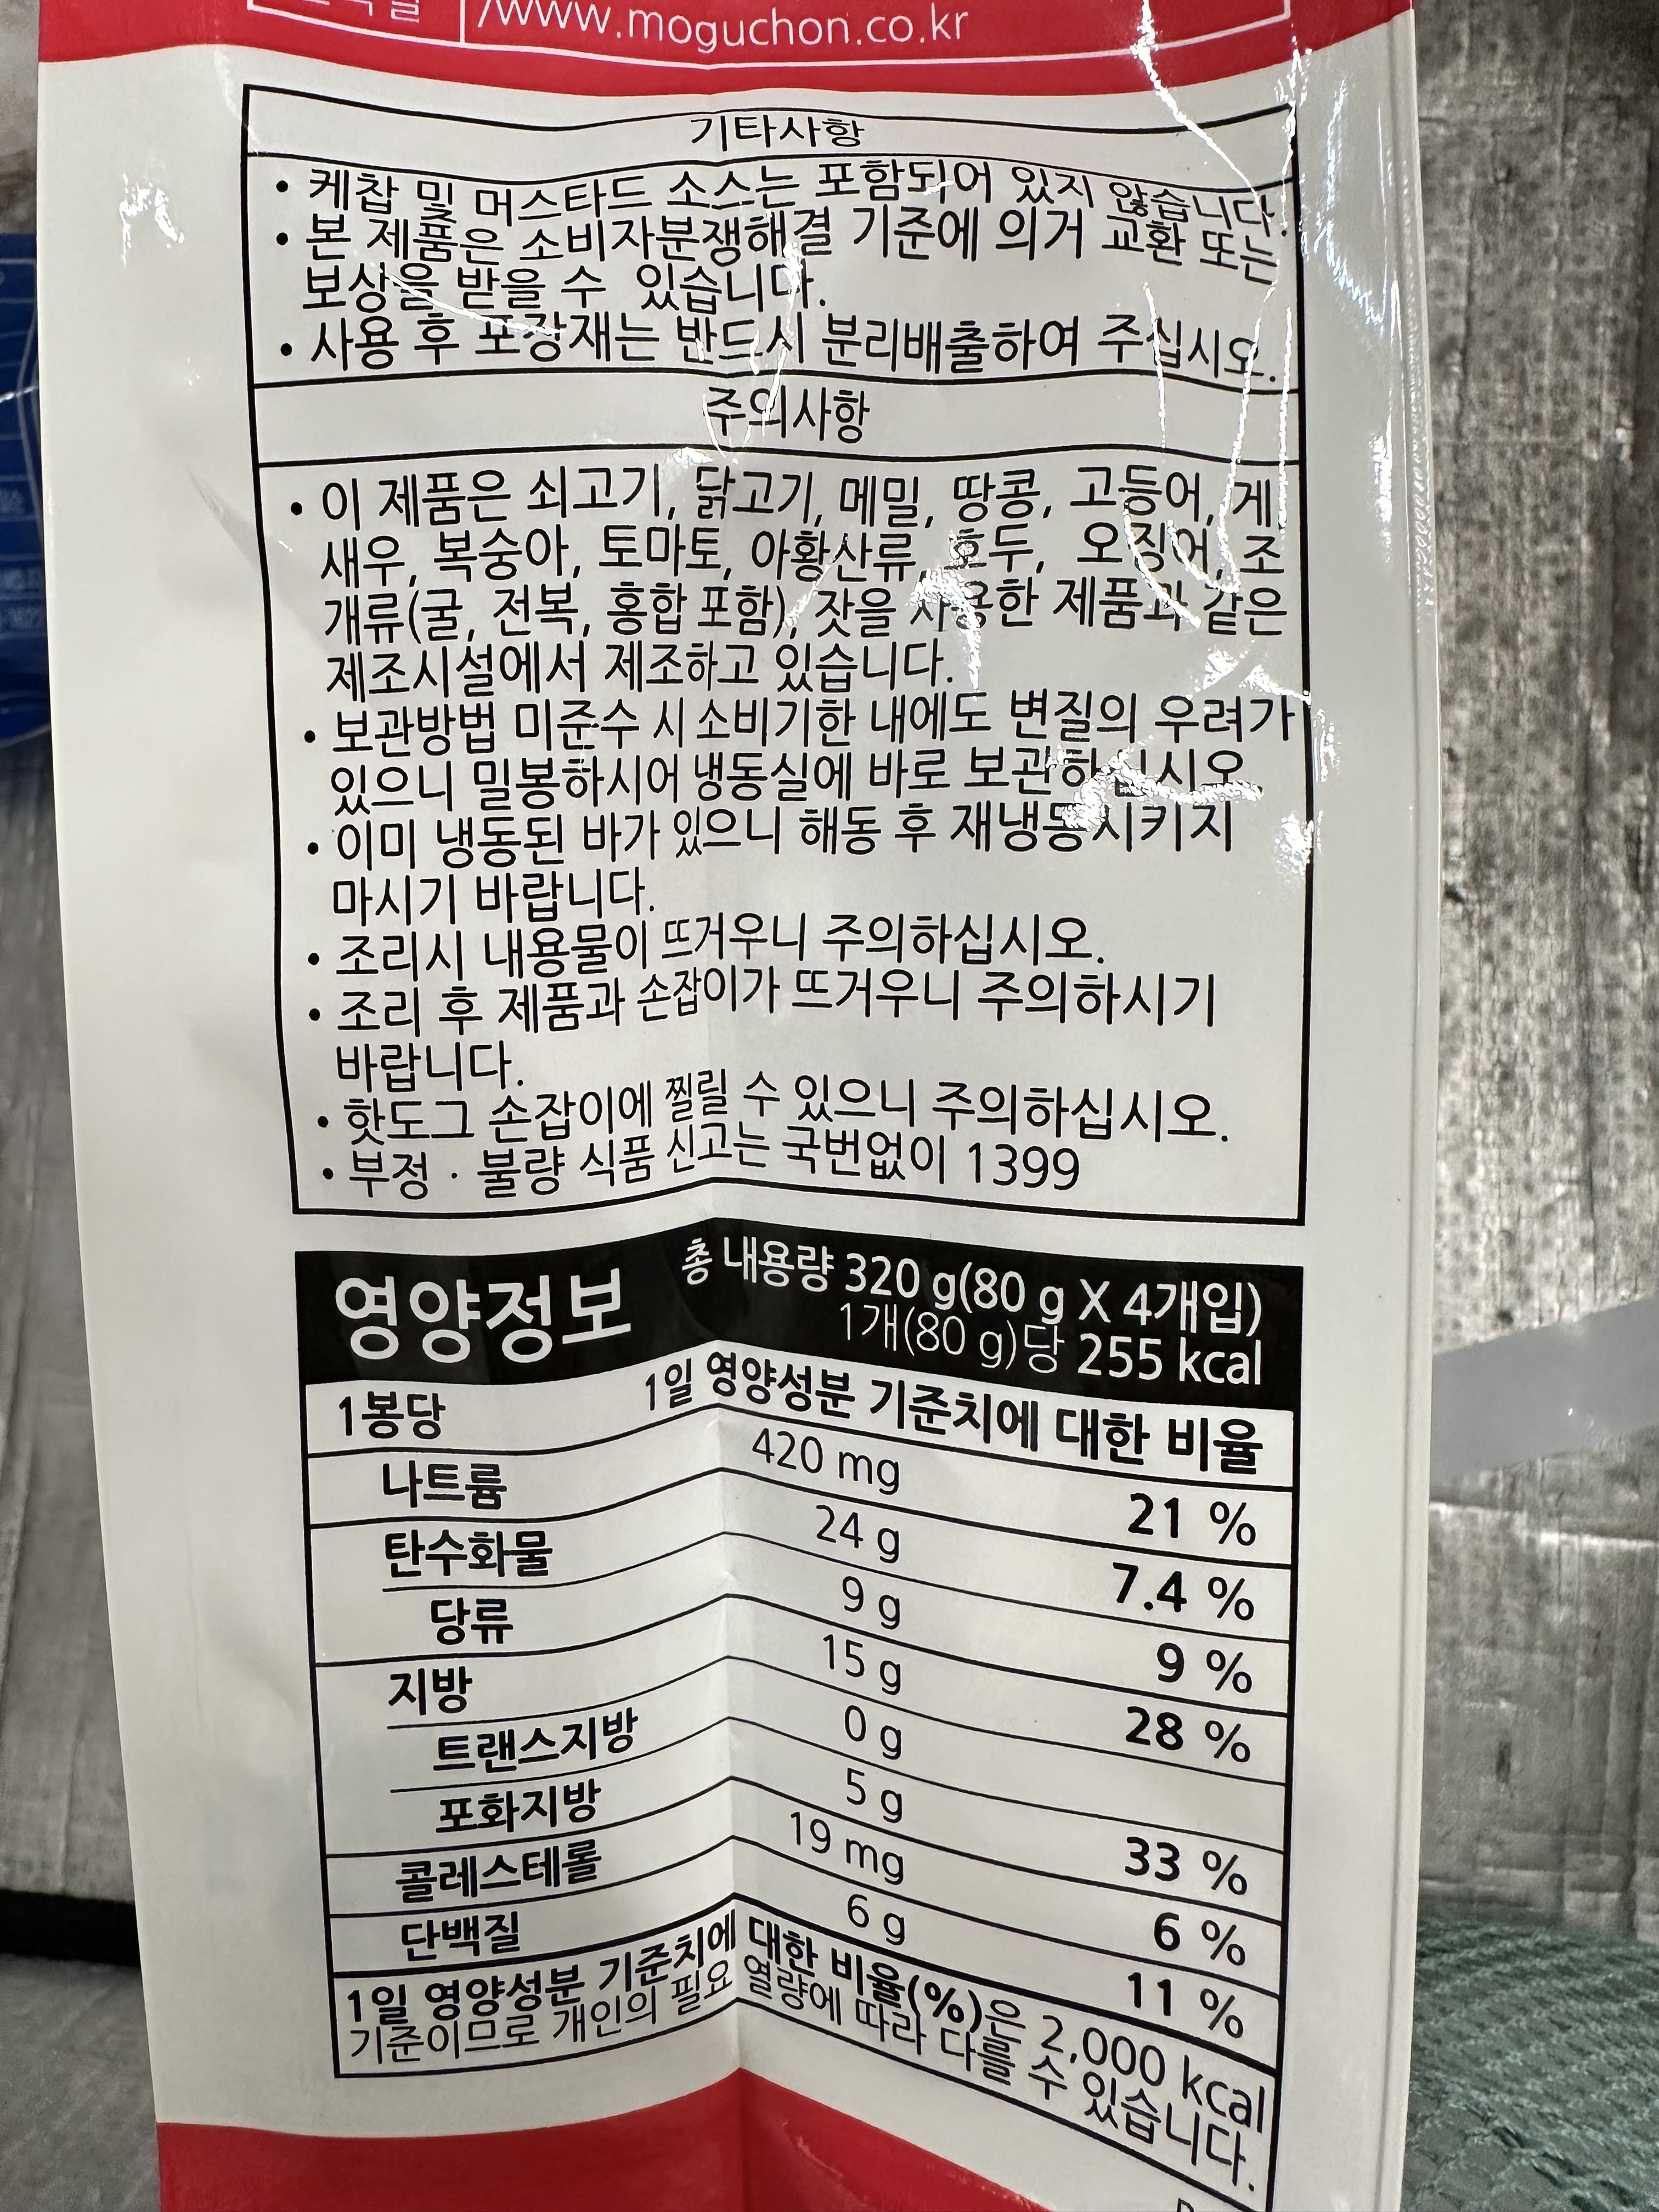 /www.moguchon.co.kr
기타사항
• 케찹 및 머스타드 소스는 포함되어 있지 않습니다.
• 본 제품은 소비자분쟁해결 기준에 의거 교환 또는
보상을 받을 수 있습니다.
• 사용 후 포장재는 반드시 분리배출하여 주십시오.
주의사항
• 이 제품은 쇠고기, 닭고기, 메밀, 땅콩, 고등어, 게,
새우, 복숭아, 토마토, 아황산류, 호두, 오징어, 조
개류(굴, 전복, 홍합 포함), 잣을 사용한 제품과 같은
제조시설에서 제조하고 있습니다.
• 보관방법 미준수 시 소비기한 내에도 변질의 우려가
있으니 밀봉하시어 냉동실에 바로 보관하십시오.
• 이미 냉동된 바가 있으니 해동 후 재냉동시키지
마시기 바랍니다.
• 조리시 내용물이 뜨거우니 주의하십시오.
• 조리 후 제품과 손잡이가 뜨거우니 주의하시기
바랍니다.
• 핫도그 손잡이에 찔릴 수 있으니 주의하십시오.
• 부정 · 불량 식품 신고는 국번없이 1399
영양정보 총 내용량 320 g(80 g X 4개입)
1개(80 g)당 255 kcal
1봉당 1일 영양성분 기준치에 대한 비율
나트륨 420 mg 21 %
탄수화물 24 g 7.4 %
당류 9 g 9 %
지방 15 g 28 %
트랜스지방 0 g
포화지방 5 g 33 %
콜레스테롤 19 mg 6 %
단백질 6 g 11 %
1일 영양성분 기준치에 대한 비율(%)은 2,000 kcal
기준이므로 개인의 필요 열량에 따라 다를 수 있습니다.